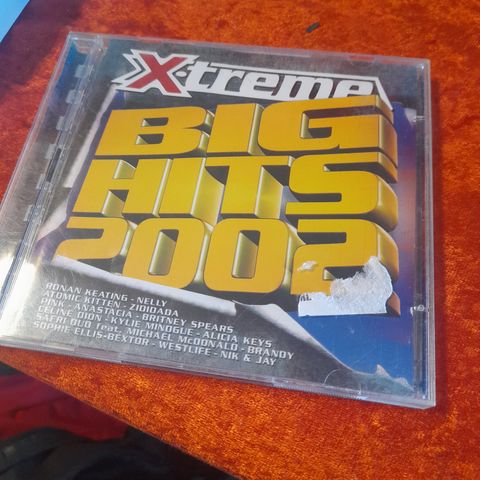 X-treme
BIG
HITS
2002
RONAN KEATING - NELLY
ATOMIC KITTEN - ZIDIDADA
PINK - ANASTACIA - BRITNEY SPEARS
CELINE DION - KYLIE MINOGUE - ALICIA KEYS
SAFRI DUO feat. MICHAEL McDONALD - BRANDY
SOPHIE ELLIS-BEXTOR - WESTLIFE - NIK & JAY